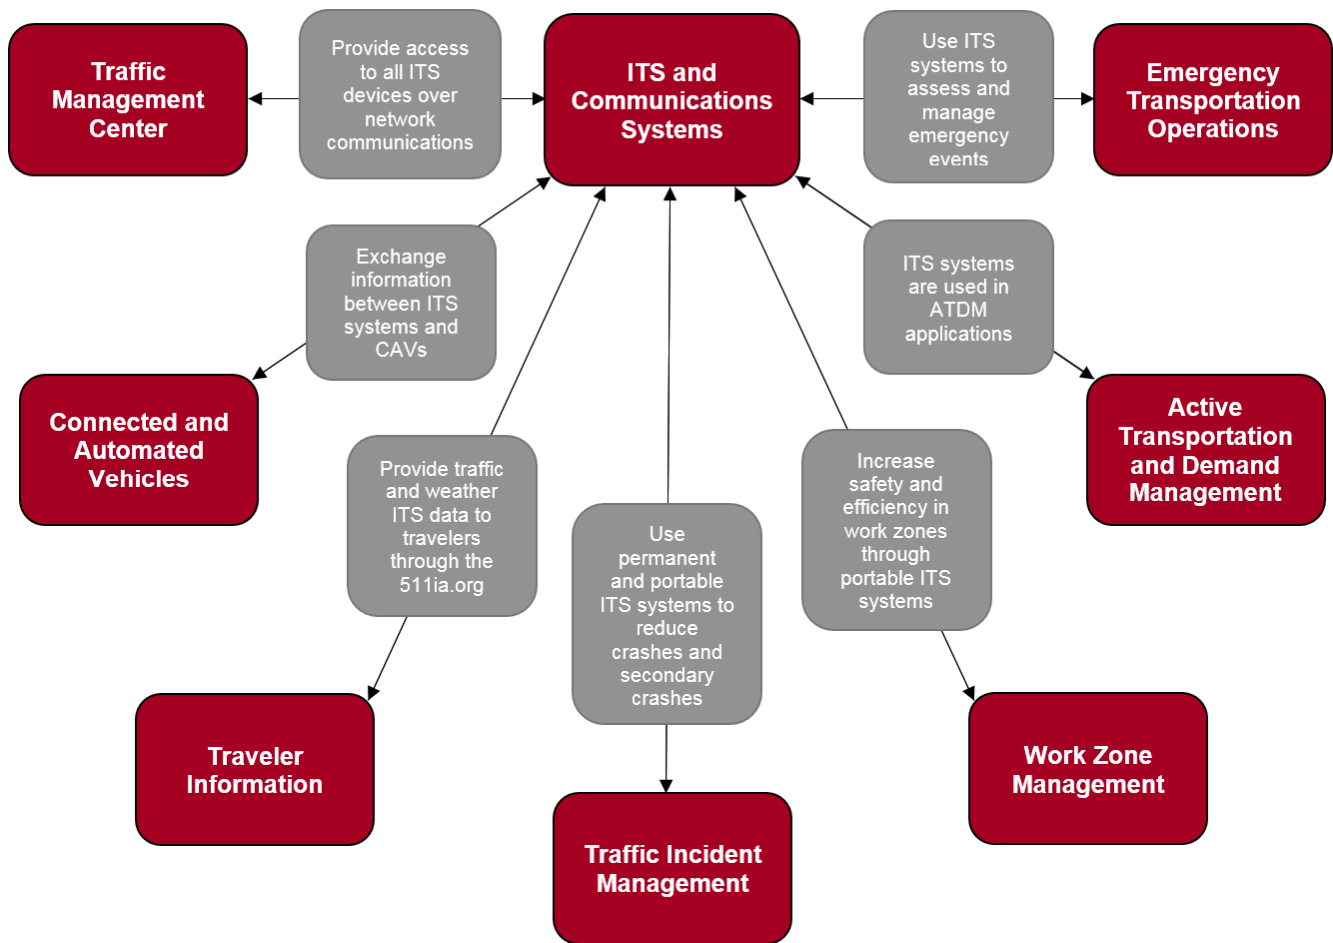 Traffic
Management
Center
Provide access
to all ITS
devices over
network
communications
ITS and
Communications
Systems
Use ITS
systems to
assess and
manage
emergency
events
Emergency
Transportation
Operations
Exchange
information
between ITS
systems and
CAVs
ITS systems
are used in
ATDM
applications
Connected and
Automated
Vehicles
Active
Transportation
and Demand
Management
Provide traffic
and weather
ITS data to
travelers
through the
511ia.org
Use
permanent
and portable
ITS systems to
reduce
crashes and
secondary
crashes
Increase
safety and
efficiency in
work zones
through
portable ITS
systems
Traveler
Information
Traffic Incident
Management
Work Zone
Management